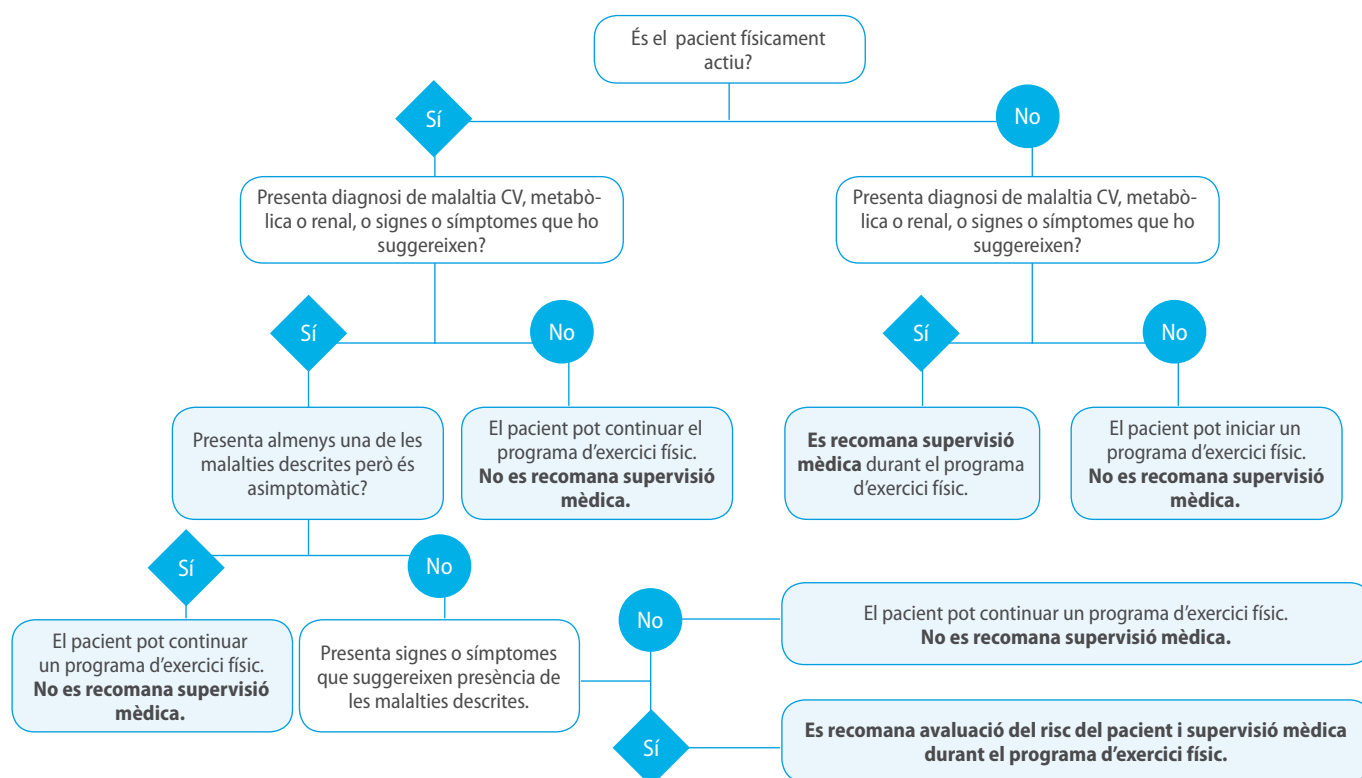 És el pacient físicament
actiu?
Sí
No
Presenta diagnosi de malaltia CV, metabò-
lica o renal, o signes o símptomes que ho
suggereixen?
Presenta diagnosi de malaltia CV, metabò-
lica o renal, o signes o símptomes que ho
suggereixen?
Sí
No
Sí
No
Presenta almenys una de les
malalties descrites però és
asimptomàtic?
El pacient pot continuar el
programa d’exercici físic.
No es recomana supervisió
mèdica.
Es recomana supervisió
mèdica durant el programa
d’exercici físic.
El pacient pot iniciar un
programa d’exercici físic.
No es recomana supervisió
mèdica.
Sí
No
El pacient pot continuar
un programa d’exercici físic.
No es recomana supervisió
mèdica.
Presenta signes o símptomes
que suggereixen presència de
les malalties descrites.
No
El pacient pot continuar un programa d’exercici físic.
No es recomana supervisió mèdica.
Sí
Es recomana avaluació del risc del pacient i supervisió mèdica
durant el programa d’exercici físic.